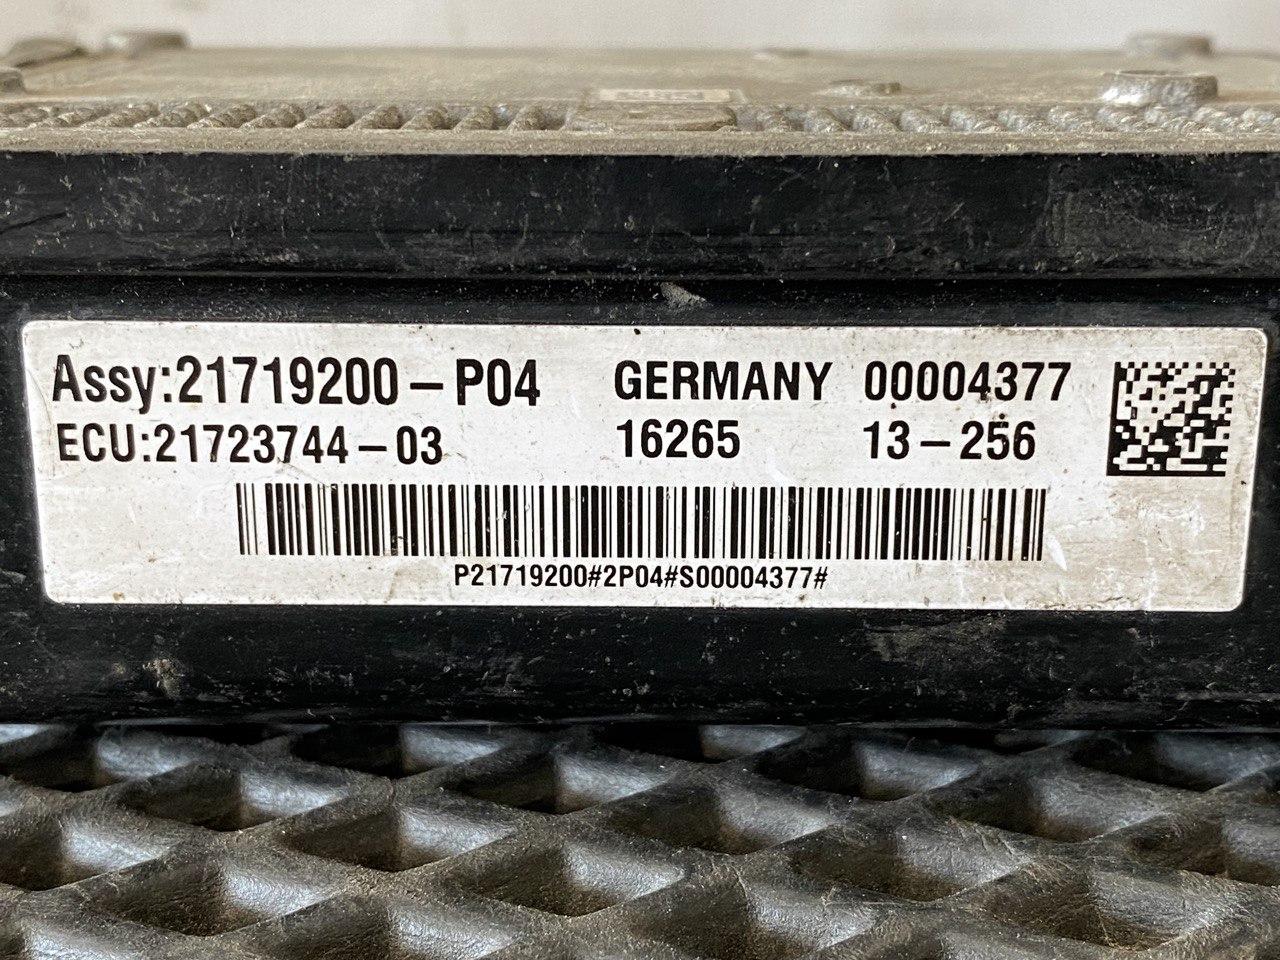 Assy:21719200-P04 GERMANY 00004377
ECU:21723744-03 16265 13-256
P21719200#2P04#S00004377#